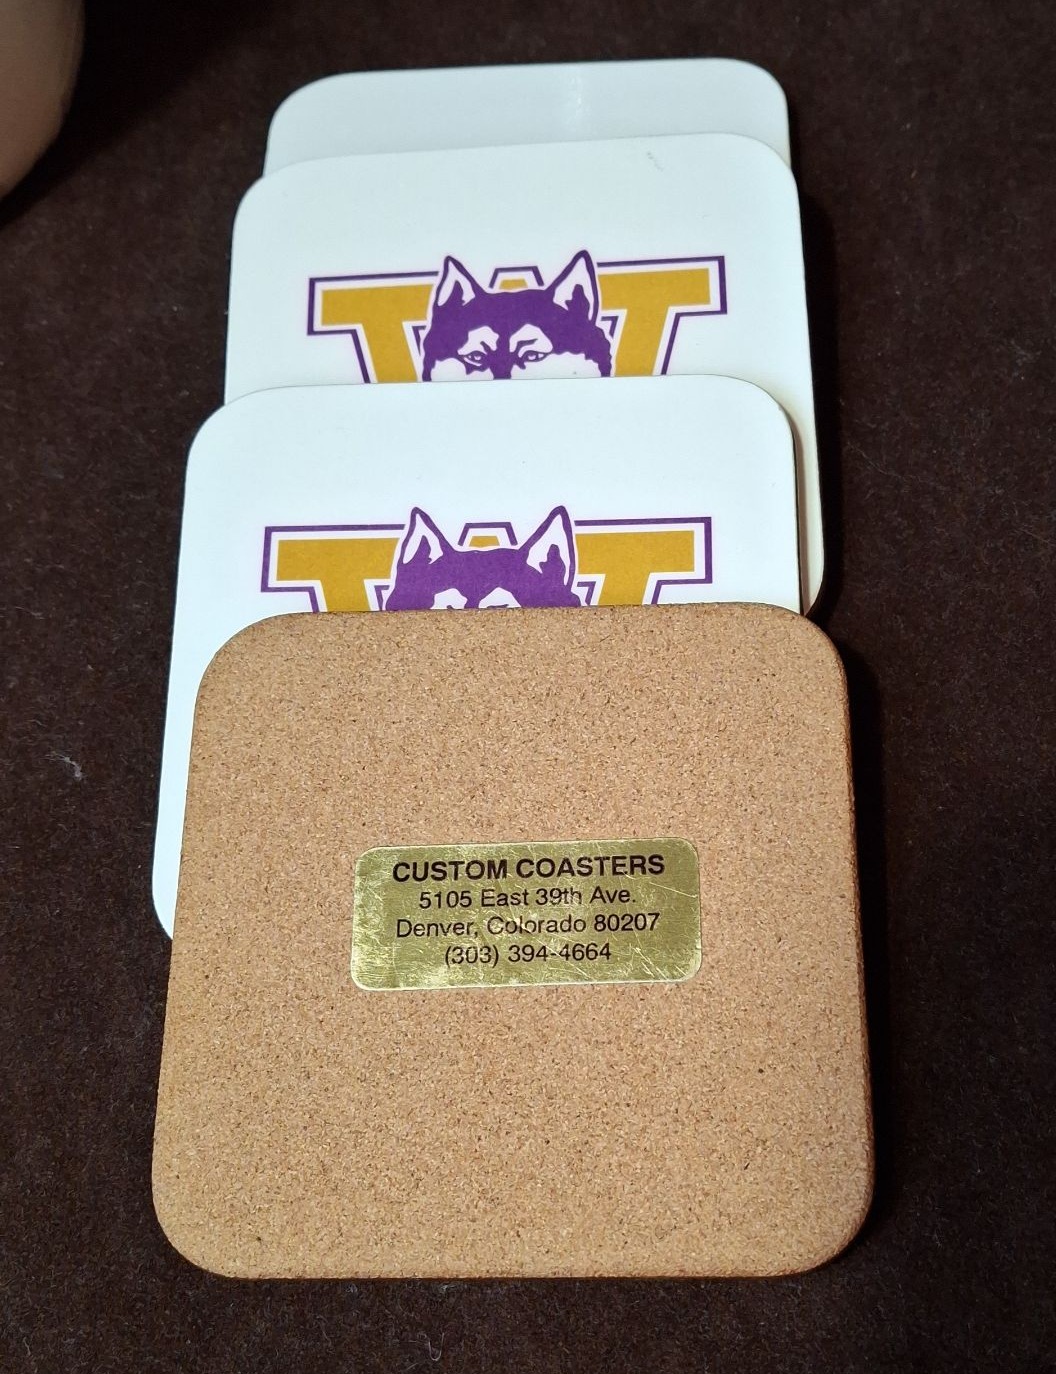 W
W
CUSTOM COASTERS
5105 East 39th Ave.
Denver, Colorado 80207
(303) 394-4664